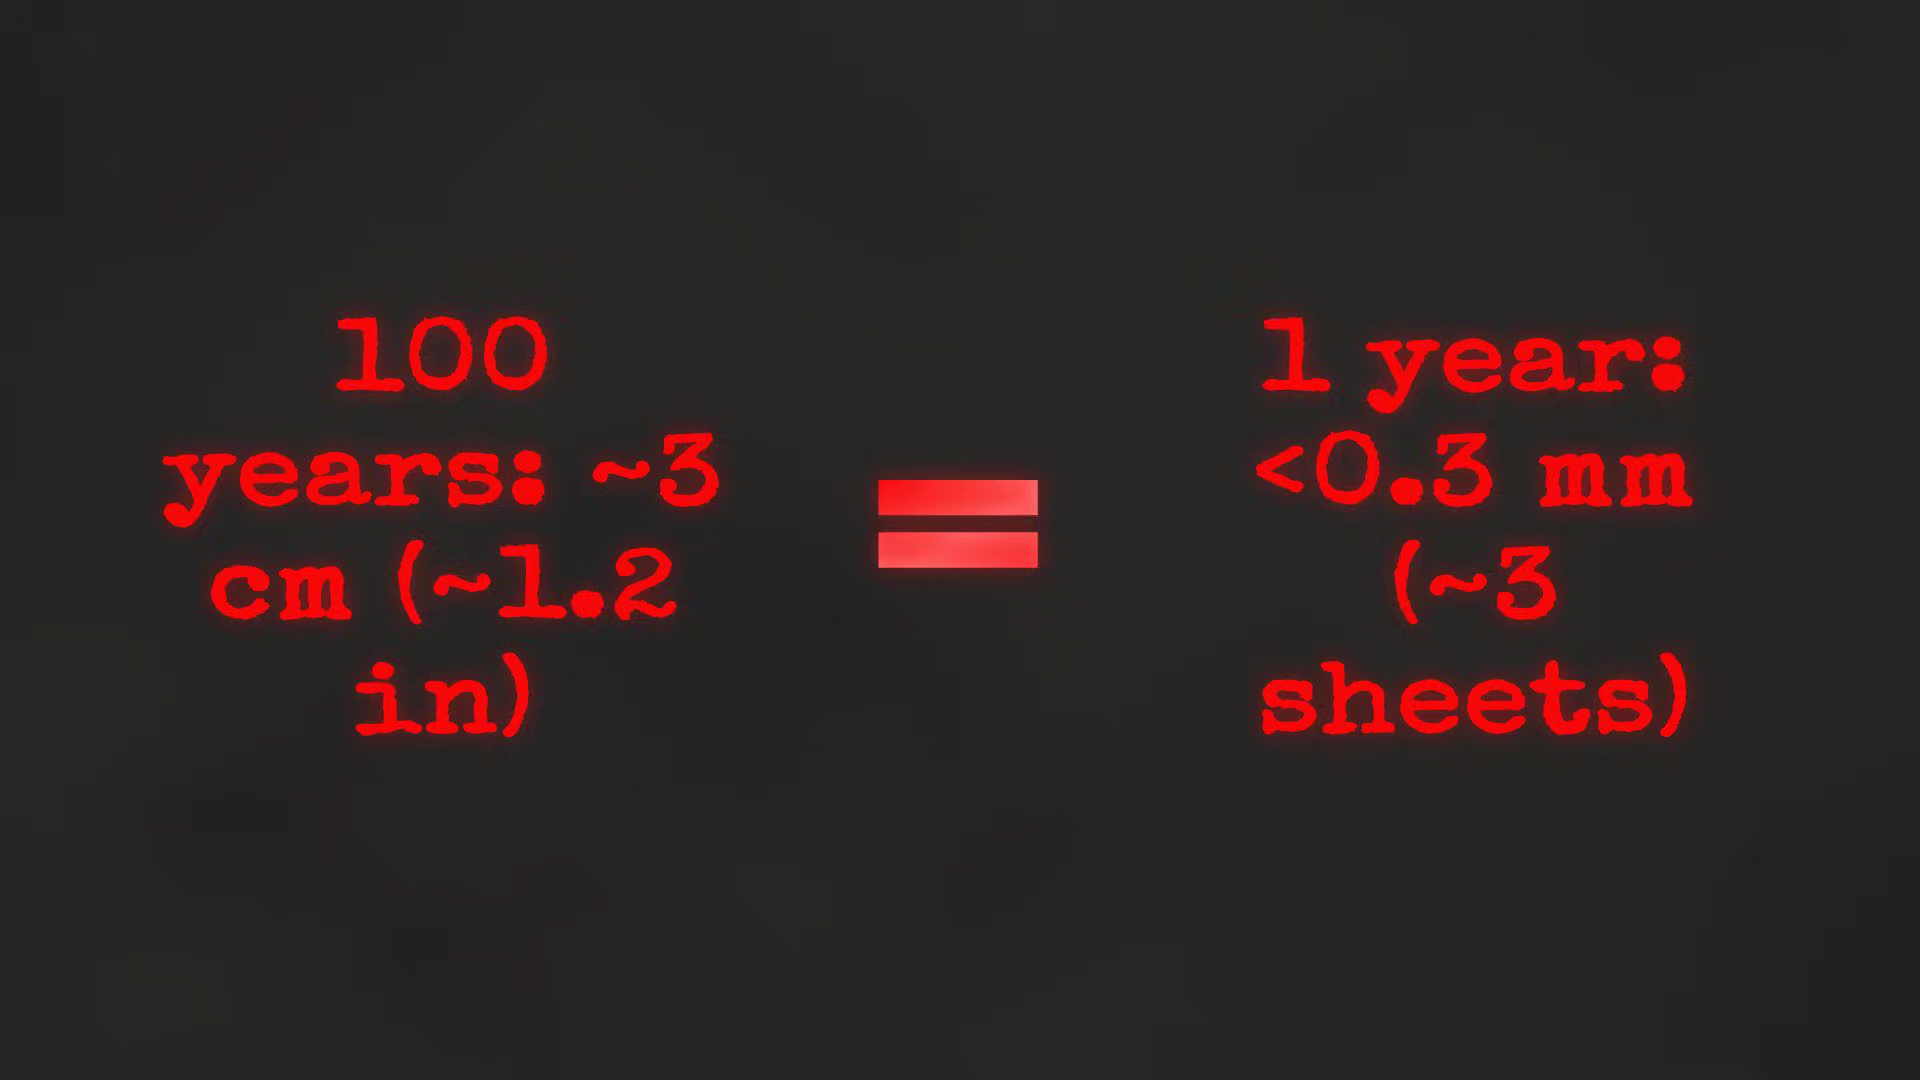 100
years: ~3
cm (~1.2
in)
=
1 year:
<0.3 mm
(~3
sheets)